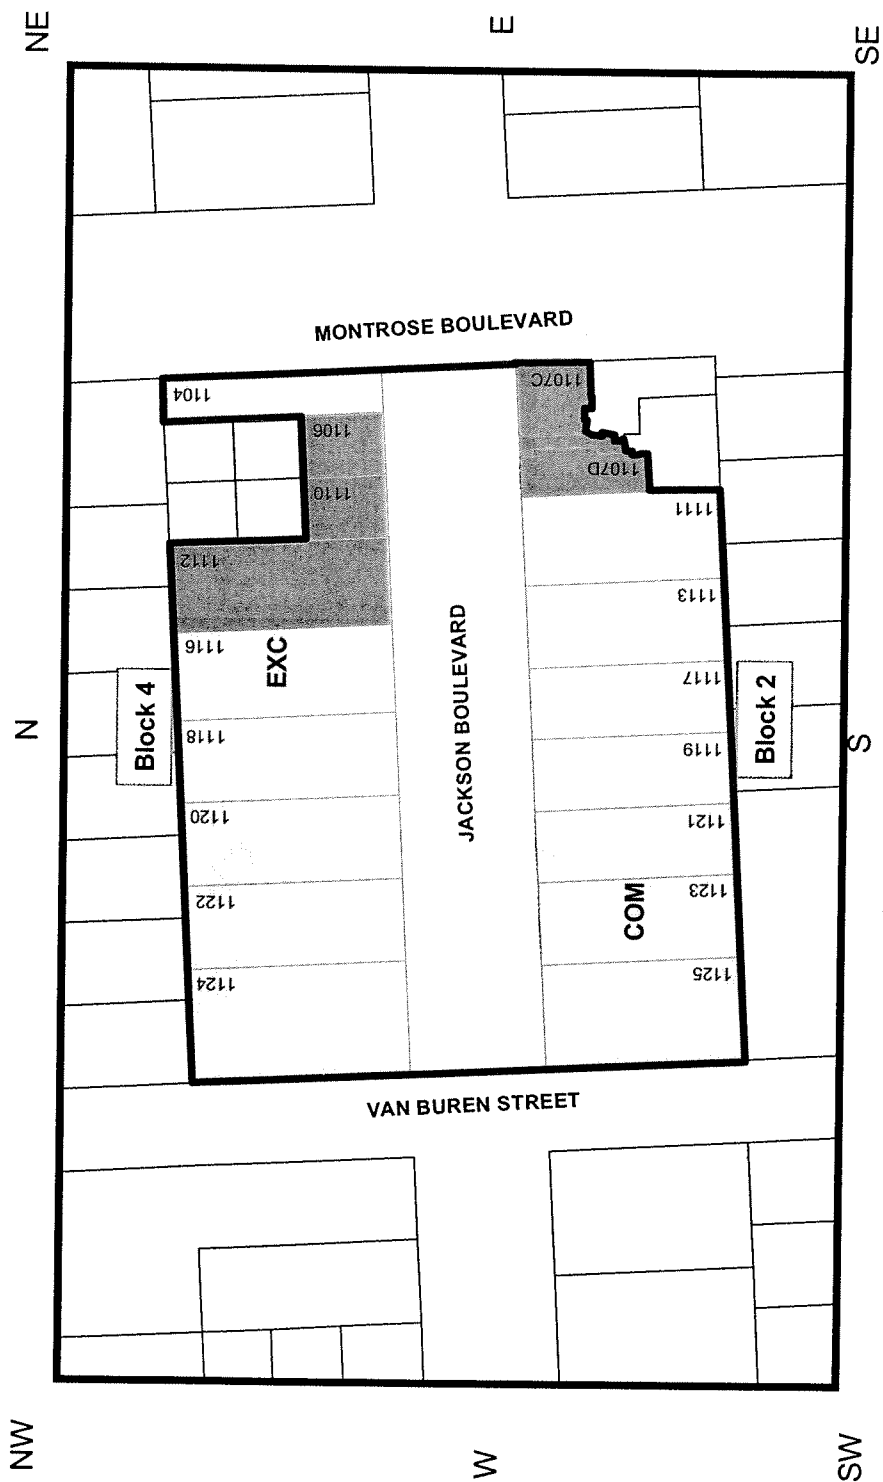 NW
N
NE
Block 4
1124
1122
1120
1118
1116
1112
1110
1106
1104
EXC
W
VAN BUREN STREET
JACKSON BOULEVARD
MONTROSE BOULEVARD
E
COM
1125
1123
1121
1119
1117
1113
1111
1107D
1107C
Block 2
SW
S
SE